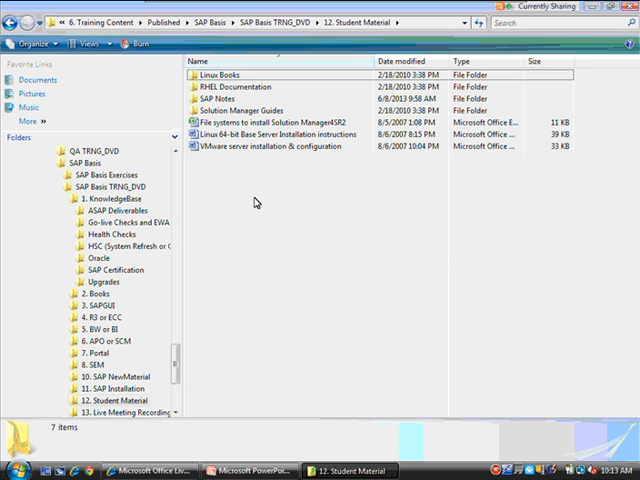 Currently Sharing
« 6. Training Content ▸ Published ▸ SAP Basis ▸ SAP Basis TRNG_DVD ▸ 12. Student Material ▸
Search
Organize Views Burn
Favorite Links
Documents
Pictures
Music
More »
Folders
QA TRNG_DVD
SAP Basis
SAP Basis Exercises
SAP Basis TRNG_DVD
1. KnowledgeBase
ASAP Deliverables
Go-live Checks and EWA
Health Checks
HSC (System Refresh or C
Oracle
SAP Certification
Upgrades
2. Books
3. SAPGUI
4. R3 or ECC
5. BW or BI
6. APO or SCM
7. Portal
8. SEM
10. SAP NewMaterial
11. SAP Installation
12. Student Material
13. Live Meeting Recording
Name Date modified Type Size
Linux Books 2/18/2010 3:38 PM File Folder
RHEL Documentation 2/18/2010 3:38 PM File Folder
SAP Notes 6/8/2013 9:58 AM File Folder
Solution Manager Guides 2/18/2010 3:38 PM File Folder
File systems to install Solution Manager4SR2 8/5/2007 1:08 PM Microsoft Office E... 11 KB
Linux 64-bit Base Server Installation instructions 8/6/2007 8:15 PM Microsoft Office ... 39 KB
VMware server installation & configuration 8/6/2007 10:04 PM Microsoft Office ... 33 KB
7 items
Microsoft Office Liv... Microsoft PowerPoi... 12. Student Material 10:13 AM